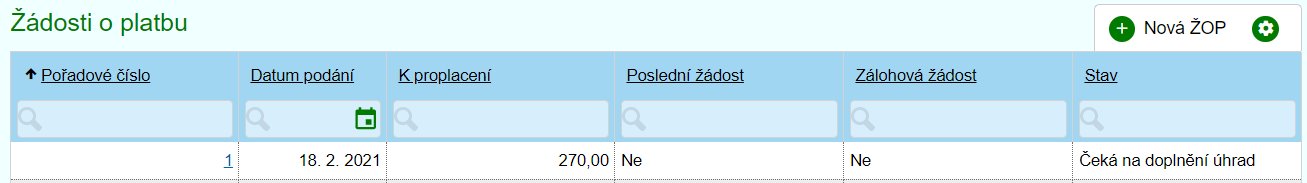 Žádosti o platbu
Nová ŽOP
Pořadové číslo Datum podání K proplacení Poslední žádost Zálohová žádost Stav
1 18. 2. 2021 270,00 Ne Ne Čeká na doplnění úhrad